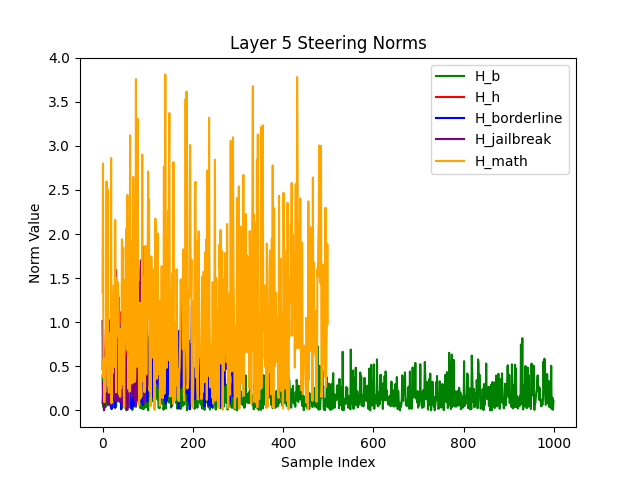 Layer 5 Steering Norms
4.0
3.5
3.0
2.5
2.0
1.5
1.0
0.5
0.0
Norm Value
H_b
H_h
H_borderline
H_jailbreak
H_math
0
200
400
600
800
1000
Sample Index